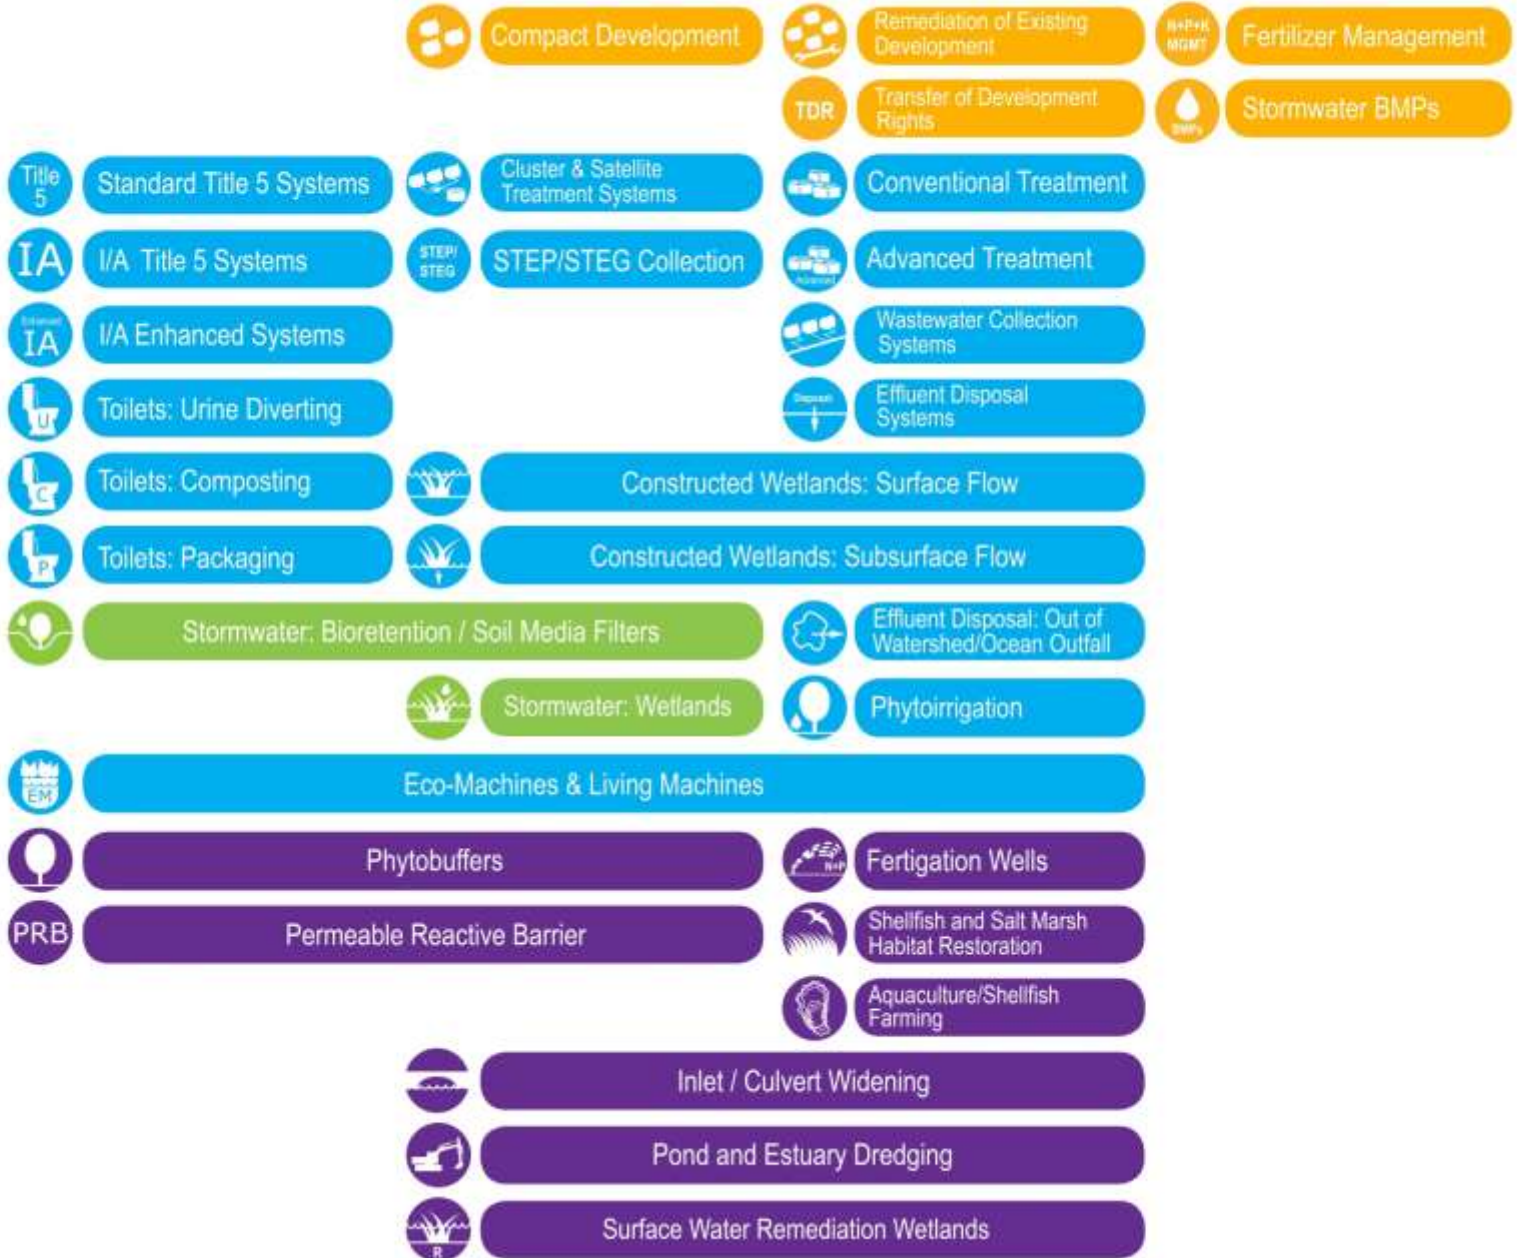 Compact Development
Remediation of Existing
Development
N+P+K
MGMT
Fertilizer Management
TDR
Transfer of Development
Rights
BMPs
Stormwater BMPs
Title
5
Standard Title 5 Systems
Cluster & Satellite
Treatment Systems
Conventional Treatment
IA
I/A Title 5 Systems
STEP/
STEG
STEP/STEG Collection
Advanced
Advanced Treatment
Enhanced
IA
I/A Enhanced Systems
Wastewater Collection
Systems
U
Toilets: Urine Diverting
Disposal
Effluent Disposal
Systems
C
Toilets: Composting
Constructed Wetlands: Surface Flow
P
Toilets: Packaging
Constructed Wetlands: Subsurface Flow
Stormwater: Bioretention / Soil Media Filters
Effluent Disposal: Out of
Watershed/Ocean Outfall
Stormwater: Wetlands
Phytoirrigation
EM
Eco-Machines & Living Machines
Phytobuffers
N+P
Fertigation Wells
PRB
Permeable Reactive Barrier
Shellfish and Salt Marsh
Habitat Restoration
Aquaculture/Shellfish
Farming
Inlet / Culvert Widening
Pond and Estuary Dredging
R
Surface Water Remediation Wetlands